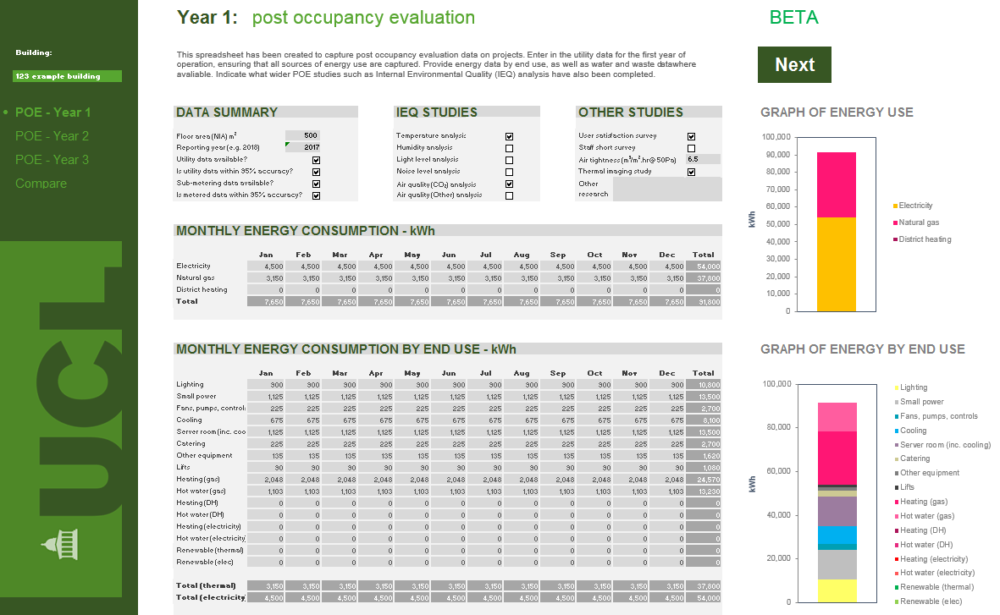 Year 1: post occupancy evaluation
BETA
Building:
123 example building
• POE - Year 1
POE - Year 2
POE - Year 3
Compare
UCL
This spreadsheet has been created to capture post occupancy evaluation data on projects. Enter in the utility data for the first year of
operation, ensuring that all sources of energy use are captured. Provide energy data by end use, as well as water and waste datawhere
avaliable. Indicate what wider POE studies such as Internal Environmental Quality (IEQ) analysis have also been completed.
Next
DATA SUMMARY
Floor area (NIA) m² 500
Reporting year (e.g. 2018) 2017
Utility data available?
Is utility data within 95% accuracy?
Sub-metering data available?
Is metered data within 95% accuracy?
IEQ STUDIES
Temperature analysis
Humidity analysis
Light level analysis
Noise level analysis
Air quality (CO₂) analysis
Air quality (Other) analysis
OTHER STUDIES
User satisfaction survey
Staff short survey
Air tightness (m³/m².hr@50Pa) 6.5
Thermal imaging study
Other
research
MONTHLY ENERGY CONSUMPTION - kWh
Jan Feb Mar Apr May Jun Jul Aug Sep Oct Nov Dec Total
Electricity 4,500 4,500 4,500 4,500 4,500 4,500 4,500 4,500 4,500 4,500 4,500 4,500 54,000
Natural gas 3,150 3,150 3,150 3,150 3,150 3,150 3,150 3,150 3,150 3,150 3,150 3,150 37,800
District heating 0 0 0 0 0 0 0 0 0 0 0 0 0
Total 7,650 7,650 7,650 7,650 7,650 7,650 7,650 7,650 7,650 7,650 7,650 7,650 91,800
MONTHLY ENERGY CONSUMPTION BY END USE - kWh
Jan Feb Mar Apr May Jun Jul Aug Sep Oct Nov Dec Total
Lighting 900 900 900 900 900 900 900 900 900 900 900 900 10,800
Small power 1,125 1,125 1,125 1,125 1,125 1,125 1,125 1,125 1,125 1,125 1,125 1,125 13,500
Fans, pumps, controls 225 225 225 225 225 225 225 225 225 225 225 225 2,700
Cooling 675 675 675 675 675 675 675 675 675 675 675 675 8,100
Server room (inc. coo 1,125 1,125 1,125 1,125 1,125 1,125 1,125 1,125 1,125 1,125 1,125 1,125 13,500
Catering 225 225 225 225 225 225 225 225 225 225 225 225 2,700
Other equipment 135 135 135 135 135 135 135 135 135 135 135 135 1,620
Lifts 90 90 90 90 90 90 90 90 90 90 90 90 1,080
Heating (gas) 2,048 2,048 2,048 2,048 2,048 2,048 2,048 2,048 2,048 2,048 2,048 2,048 24,570
Hot water (gas) 1,103 1,103 1,103 1,103 1,103 1,103 1,103 1,103 1,103 1,103 1,103 1,103 13,230
Heating (DH) 0 0 0 0 0 0 0 0 0 0 0 0 0
Hot water (DH) 0 0 0 0 0 0 0 0 0 0 0 0 0
Heating (electricity) 0 0 0 0 0 0 0 0 0 0 0 0 0
Hot water (electricity) 0 0 0 0 0 0 0 0 0 0 0 0 0
Renewable (thermal) 0 0 0 0 0 0 0 0 0 0 0 0 0
Renewable (elec) 0 0 0 0 0 0 0 0 0 0 0 0 0
Total (thermal) 3,150 3,150 3,150 3,150 3,150 3,150 3,150 3,150 3,150 3,150 3,150 3,150 37,800
Total (electricity 4,500 4,500 4,500 4,500 4,500 4,500 4,500 4,500 4,500 4,500 4,500 4,500 54,000
GRAPH OF ENERGY USE
100,000
90,000
80,000
70,000
60,000
50,000
40,000
30,000
20,000
10,000
0
kWh
Electricity
Natural gas
District heating
GRAPH OF ENERGY BY END USE
100,000
80,000
60,000
40,000
20,000
0
kWh
Lighting
Small power
Fans, pumps, controls
Cooling
Server room (inc. cooling)
Catering
Other equipment
Lifts
Heating (gas)
Hot water (gas)
Heating (DH)
Hot water (DH)
Heating (electricity)
Hot water (electricity)
Renewable (thermal)
Renewable (elec)